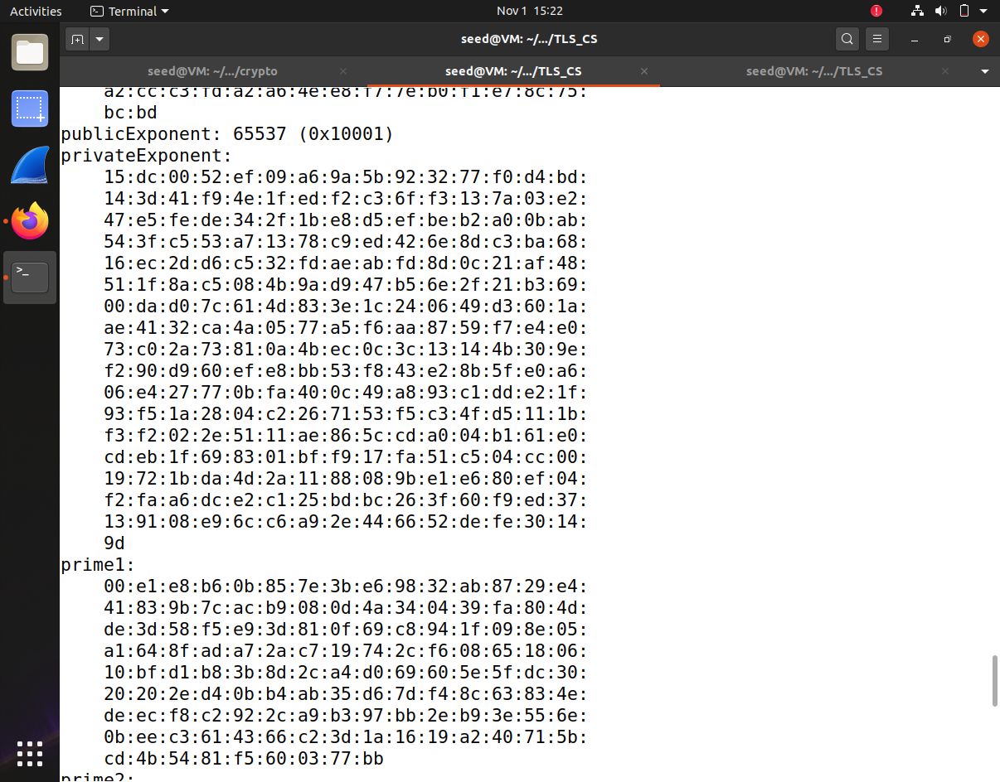 Activities
Terminal
Nov 1 15:22
seed@VM: ~/.../TLS_CS
seed@VM: ~/.../crypto
seed@VM: ~/.../TLS_CS
seed@VM: ~/.../TLS_CS
a2:cc:c3:fd:a2:a6:4e:e8:f7:7e:b0:f1:e7:8c:75:
bc:bd
publicExponent: 65537 (0x10001)
privateExponent:
15:dc:00:52:ef:09:a6:9a:5b:92:32:77:f0:d4:bd:
14:3d:41:f9:4e:1f:ed:f2:c3:6f:f3:13:7a:03:e2:
47:e5:fe:de:34:2f:1b:e8:d5:ef:be:b2:a0:0b:ab:
54:3f:c5:53:a7:13:78:c9:ed:42:6e:8d:c3:ba:68:
16:ec:2d:d6:c5:32:fd:ae:ab:fd:8d:0c:21:af:48:
51:1f:8a:c5:08:4b:9a:d9:47:b5:6e:2f:21:b3:69:
00:da:d0:7c:61:4d:83:3e:1c:24:06:49:d3:60:1a:
ae:41:32:ca:4a:05:77:a5:f6:aa:87:59:f7:e4:e0:
73:c0:2a:73:81:0a:4b:ec:0c:3c:13:14:4b:30:9e:
f2:90:d9:60:ef:e8:bb:53:f8:43:e2:8b:5f:e0:a6:
06:e4:27:77:0b:fa:40:0c:49:a8:93:c1:dd:e2:1f:
93:f5:1a:28:04:c2:26:71:53:f5:c3:4f:d5:11:1b:
f3:f2:02:2e:51:11:ae:86:5c:cd:a0:04:b1:61:e0:
cd:eb:1f:69:83:01:bf:f9:17:fa:51:c5:04:cc:00:
19:72:1b:da:4d:2a:11:88:08:9b:e1:e6:80:ef:04:
f2:fa:a6:dc:e2:c1:25:bd:bc:26:3f:60:f9:ed:37:
13:91:08:e9:6c:c6:a9:2e:44:66:52:de:fe:30:14:
9d
prime1:
00:e1:e8:b6:0b:85:7e:3b:e6:98:32:ab:87:29:e4:
41:83:9b:7c:ac:b9:08:0d:4a:34:04:39:fa:80:4d:
de:3d:58:f5:e9:3d:81:0f:69:c8:94:1f:09:8e:05:
a1:64:8f:ad:a7:2a:c7:19:74:2c:f6:08:65:18:06:
10:bf:d1:b8:3b:8d:2c:a4:d0:69:60:5e:5f:dc:30:
20:20:2e:d4:0b:b4:ab:35:d6:7d:f4:8c:63:83:4e:
de:ec:f8:c2:92:2c:a9:b3:97:bb:2e:b9:3e:55:6e:
0b:ee:c3:61:43:66:c2:3d:1a:16:19:a2:40:71:5b:
cd:4b:54:81:f5:60:03:77:bb
prime2: